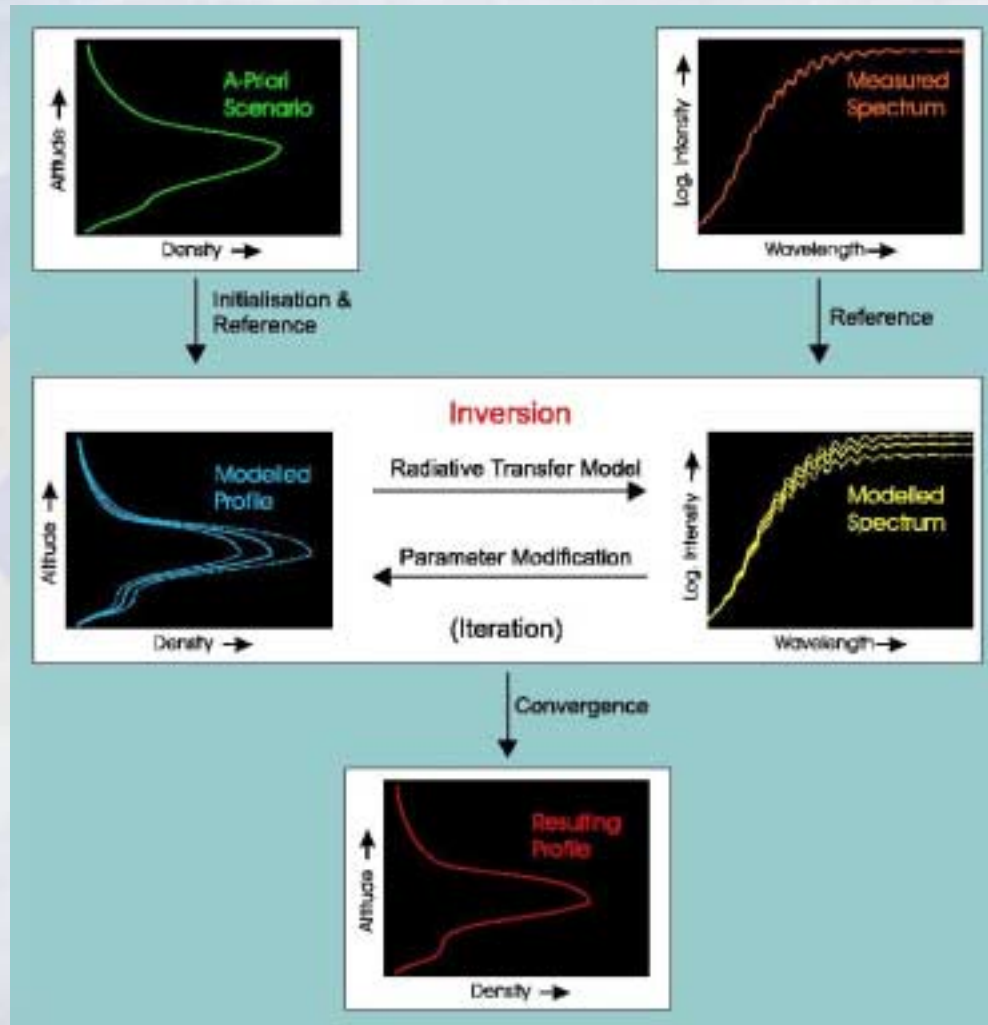 A-Priori
Scenario
Altitude
Density
Measured
Spectrum
Log. Intensity
Wavelength
Initialisation &
Reference
Reference
Inversion
Modelled
Profile
Altitude
Density
Radiative Transfer Model
Parameter Modification
(Iteration)
Modelled
Spectrum
Log. Intensity
Wavelength
Convergence
Resulting
Profile
Altitude
Density